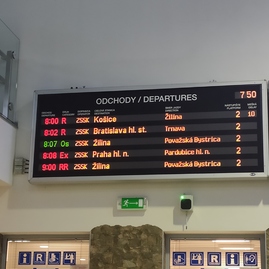 ODCHODY / DEPARTURES
7 50
8:00 R ZSSK Košice Žilina 2 10
8:02 R ZSSK Bratislava hl. st. Trnava 2
8:07 Os ZSSK Žilina Považská Bystrica 2
8:08 Ex ZSSK Praha hl. n. Pardubice hl. n. 2
9:00 RR ZSSK Žilina Považská Bystrica 2